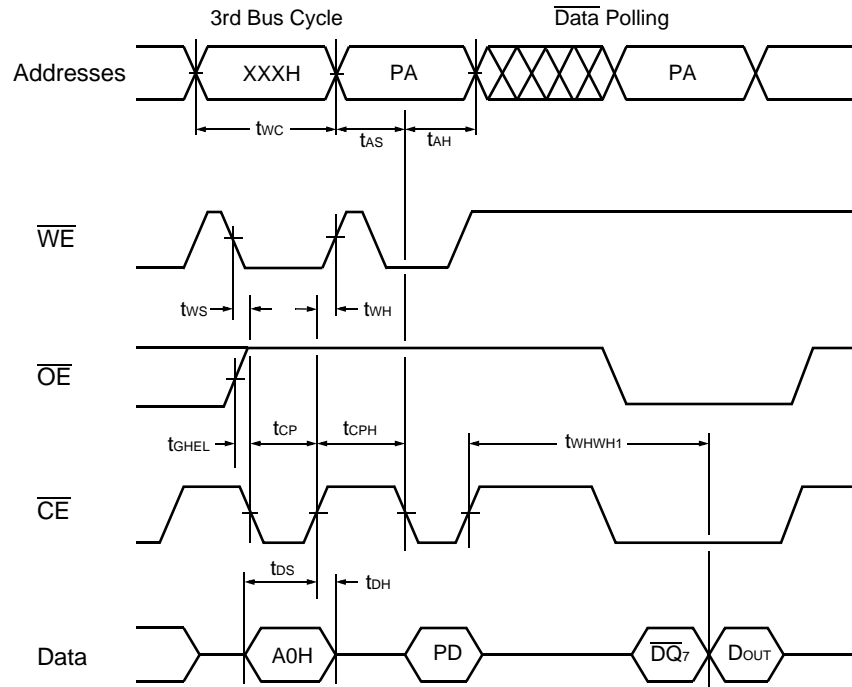 3rd Bus Cycle
Data Polling
Addresses
XXXH
PA
PA
tWC
tAS
tAH
WE
tWS
tWH
OE
tGHEL
tCP
tCPH
tWHWH1
CE
tDS
tDH
Data
A0H
PD
DQ7
DOUT